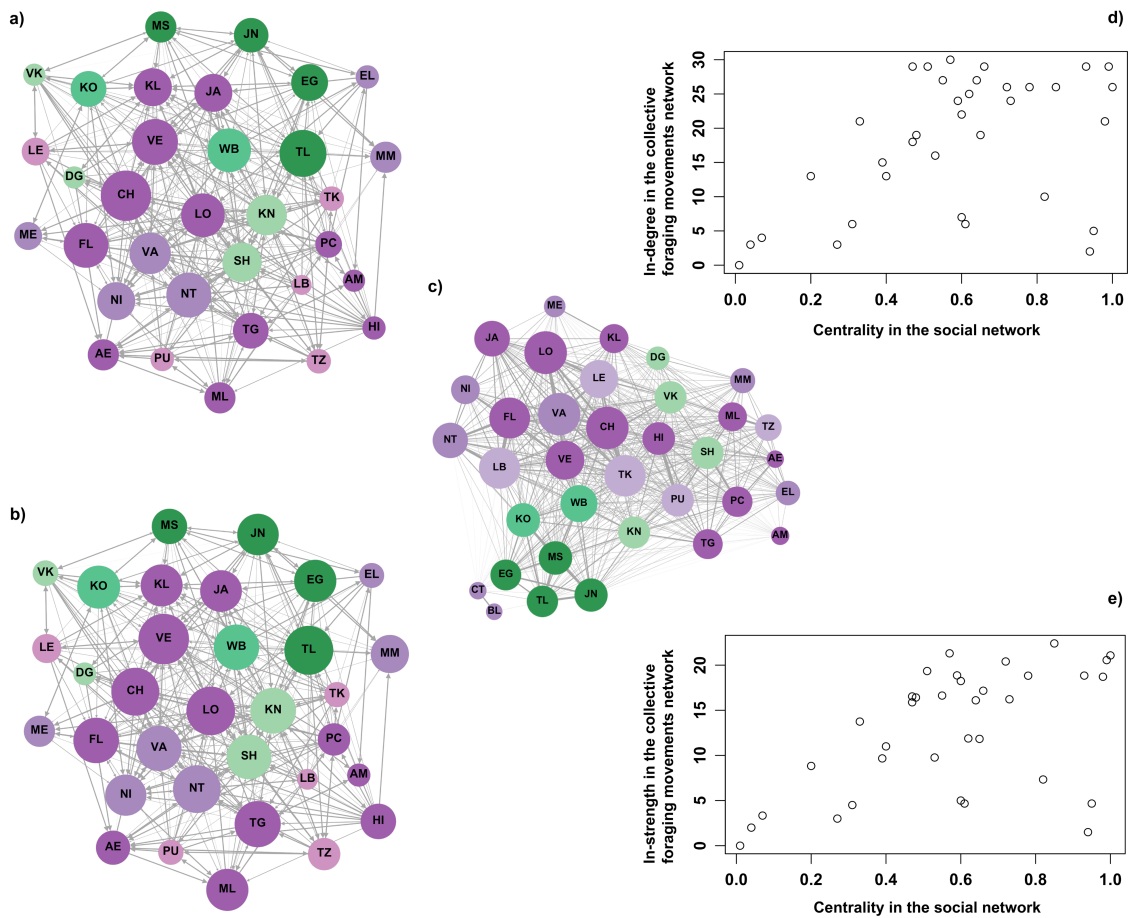 a)
MS
JN
VK
KO
KL
JA
EG
EL
LE
VE
WB
TL
MM
DG
CH
LO
KN
TK
ME
FL
VA
SH
PC
NI
NT
LB
AM
TG
HI
AE
PU
TZ
ML
b)
MS
JN
VK
KO
KL
JA
EG
EL
LE
VE
WB
TL
MM
DG
CH
LO
KN
TK
ME
FL
VA
SH
PC
NI
NT
LB
AM
TG
HI
AE
PU
TZ
ML
c)
ME
JA
LO
KL
DG
LE
MM
NI
VK
FL
VA
CH
ML
TZ
NT
HI
SH
VE
LB
TK
AE
PU
PC
EL
WB
KO
KN
AM
TG
MS
EG
CT
TL
JN
BL
d)
In-degree in the collective
foraging movements network
30
25
20
15
10
5
0
0.0 0.2 0.4 0.6 0.8 1.0
Centrality in the social network
e)
In-strength in the collective
foraging movements network
20
15
10
5
0
0.0 0.2 0.4 0.6 0.8 1.0
Centrality in the social network